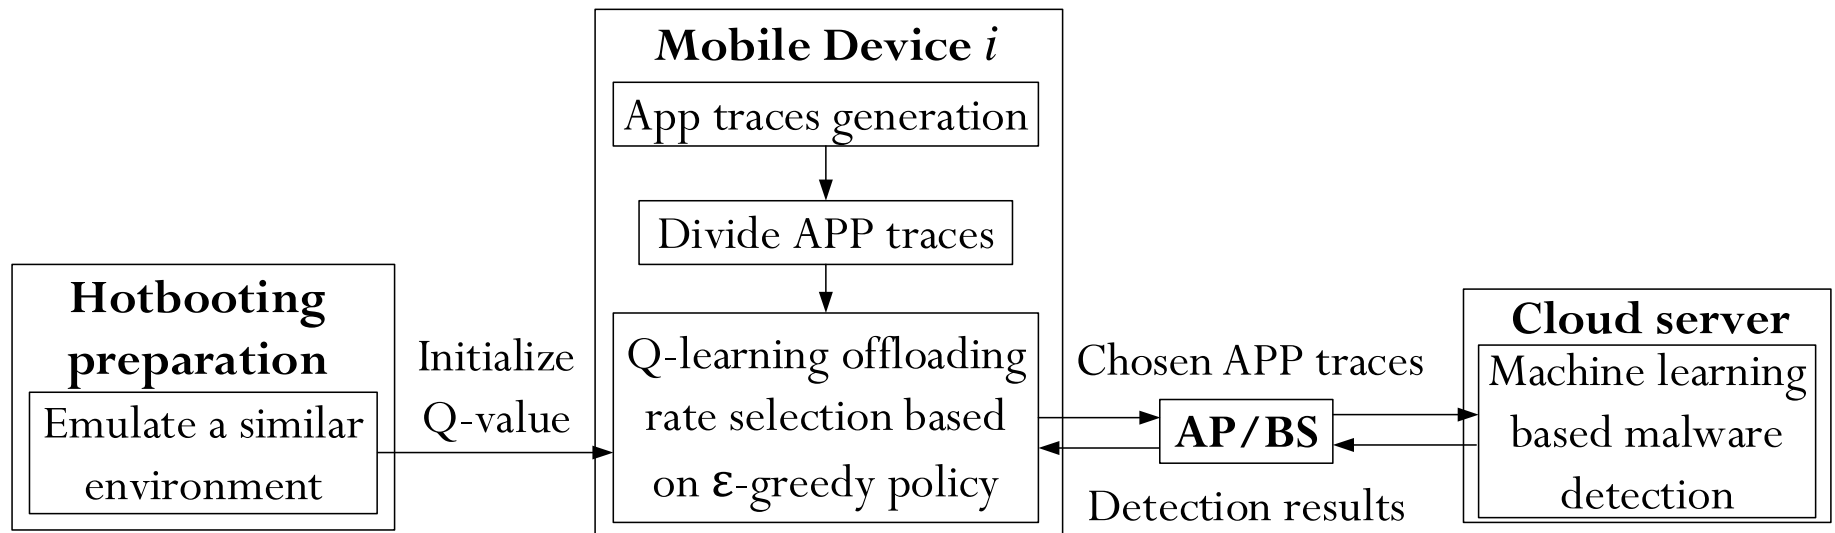 Mobile Device i
App traces generation
Divide APP traces
Hotbooting
preparation
Emulate a similar
environment
Initialize
Q-value
Q-learning offloading
rate selection based
on ε-greedy policy
Chosen APP traces
AP/BS
Detection results
Cloud server
Machine learning
based malware
detection